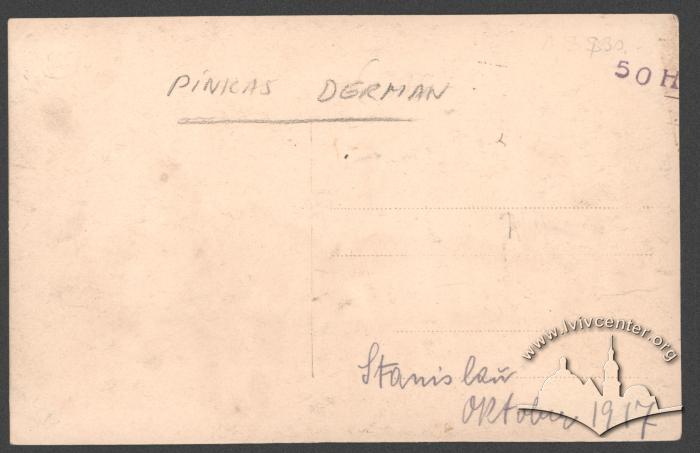 50 H
PINKAS DERMAN
Stanislau
Oktober 1917
www.lvivcenter.org